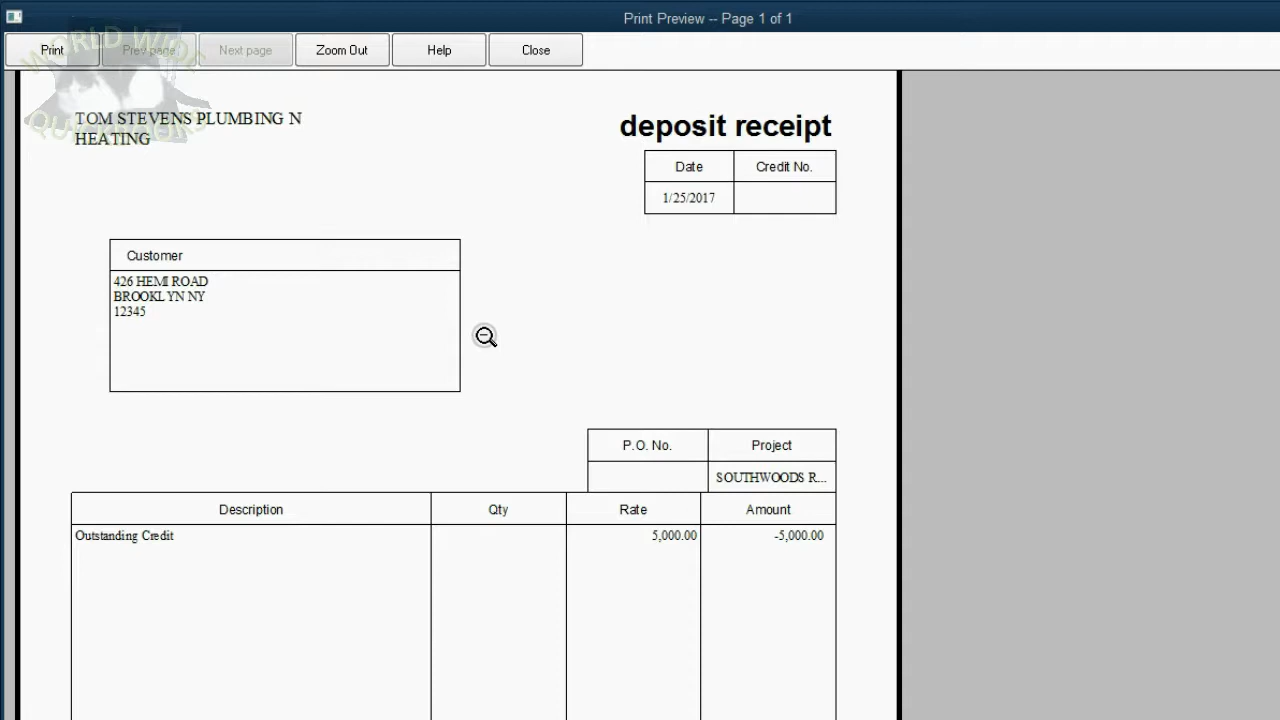 Print Preview -- Page 1 of 1
Print
Prev page
Next page
Zoom Out
Help
Close
WORLD WIDE
TOM STEVENS PLUMBING N
HEATING
deposit receipt
Date
Credit No.
1/25/2017
Customer
426 HEMI ROAD
BROOKLYN NY
12345
P.O. No.
Project
SOUTHWOODS R...
Description
Qty
Rate
Amount
Outstanding Credit
5,000.00
-5,000.00